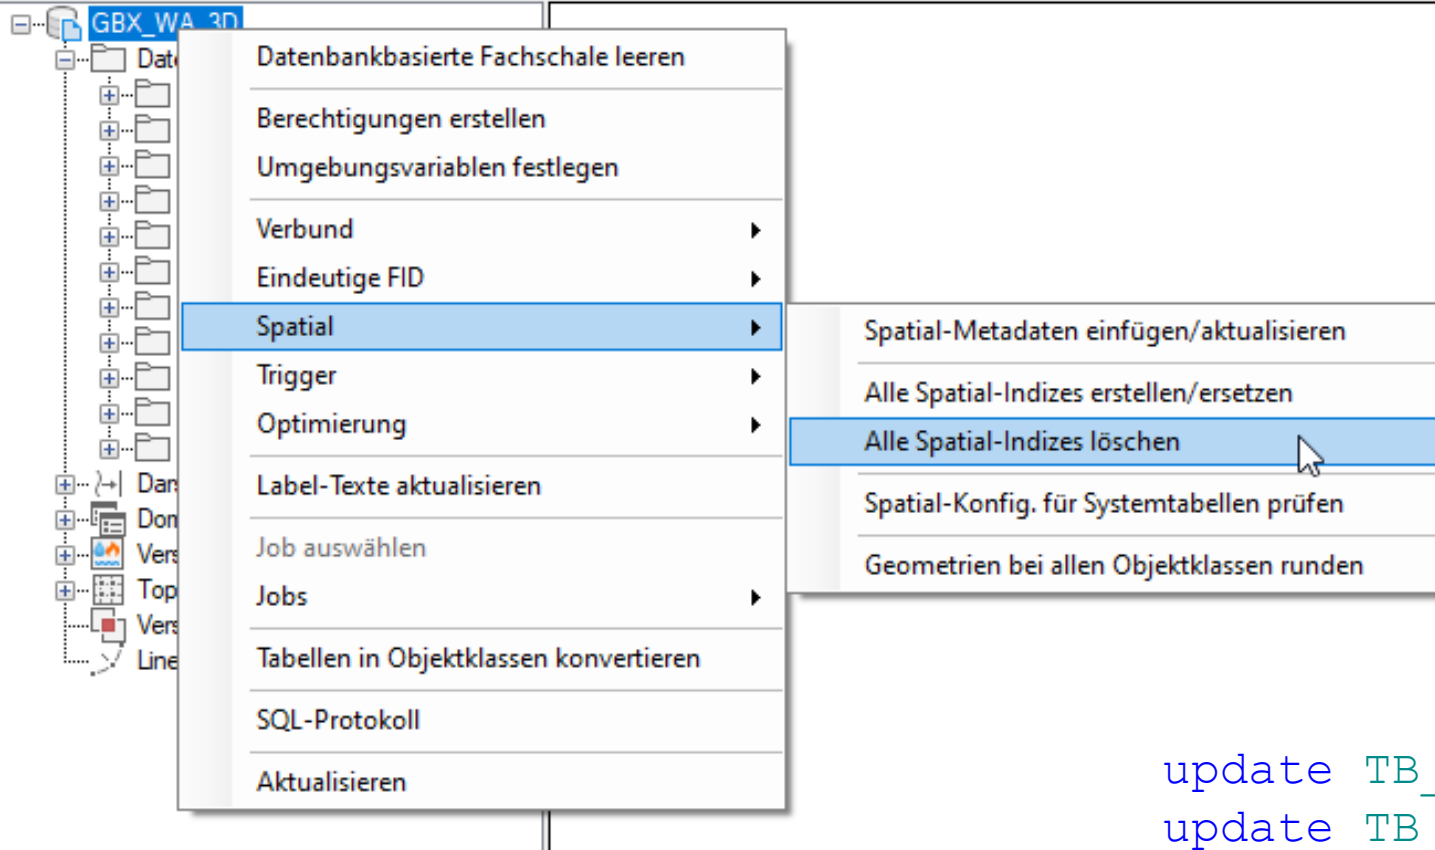 GBX_WA_3D
Datenbankbasierte Fachschale leeren
Berechtigungen erstellen
Umgebungsvariablen festlegen
Verbund
Eindeutige FID
Spatial
Trigger
Optimierung
Label-Texte aktualisieren
Job auswählen
Jobs
Tabellen in Objektklassen konvertieren
SQL-Protokoll
Aktualisieren
Spatial-Metadaten einfügen/aktualisieren
Alle Spatial-Indizes erstellen/ersetzen
Alle Spatial-Indizes löschen
Spatial-Konfig. für Systemtabellen prüfen
Geometrien bei allen Objektklassen runden
update TB_
update TB